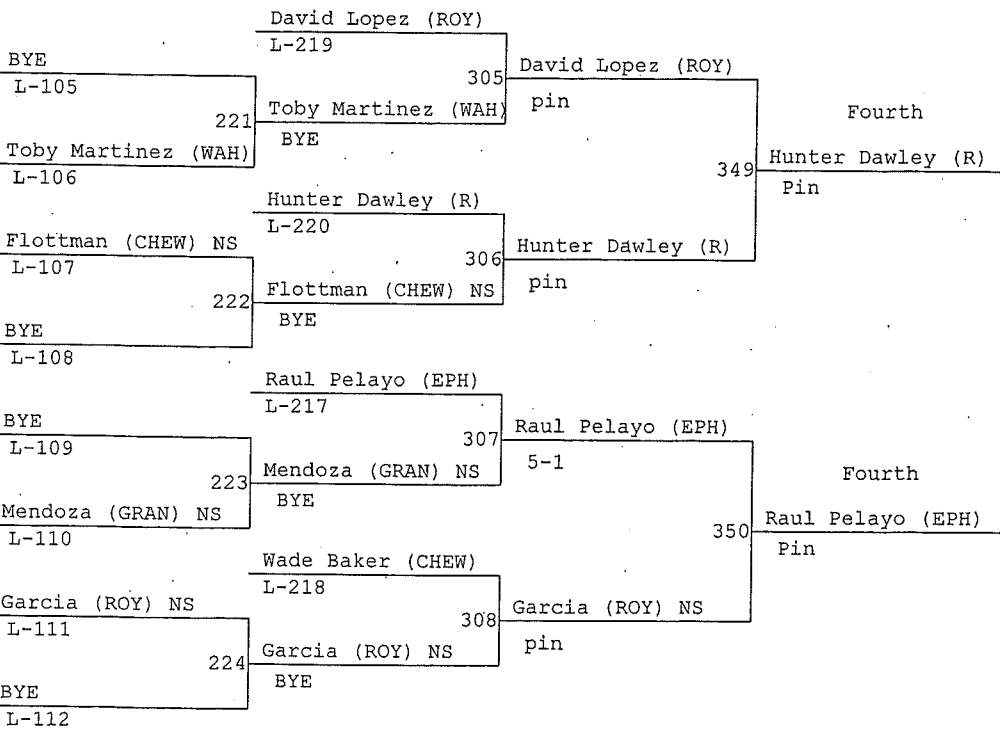 David Lopez (ROY)
L-219
BYE
L-105
305
David Lopez (ROY)
pin
221
Toby Martinez (WAH)
BYE
Fourth
Toby Martinez (WAH)
L-106
349
Hunter Dawley (R)
Pin
Hunter Dawley (R)
L-220
Flottman (CHEW) NS
L-107
306
Hunter Dawley (R)
pin
222
Flottman (CHEW) NS
BYE
BYE
L-108
Raul Pelayo (EPH)
L-217
BYE
L-109
307
Raul Pelayo (EPH)
5-1
223
Mendoza (GRAN) NS
BYE
Fourth
Mendoza (GRAN) NS
L-110
350
Raul Pelayo (EPH)
Pin
Wade Baker (CHEW)
L-218
Garcia (ROY) NS
L-111
308
Garcia (ROY) NS
pin
224
Garcia (ROY) NS
BYE
BYE
L-112